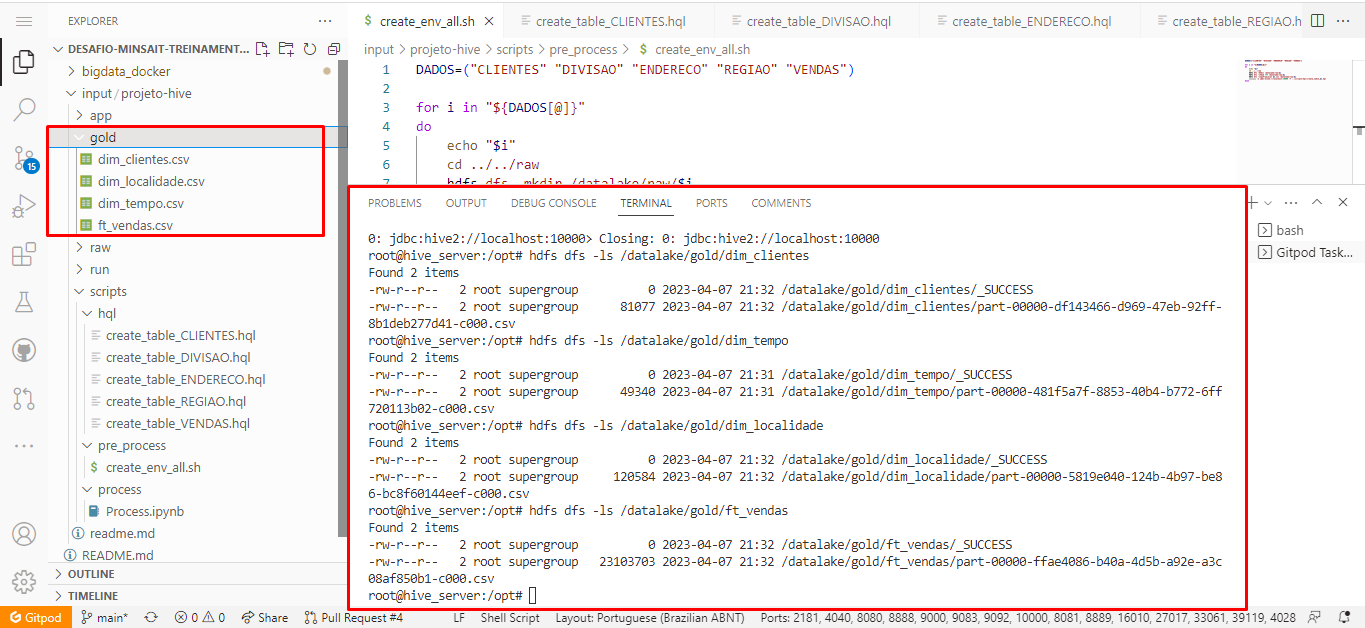 EXPLORER
DESAFIO-MINSAIT-TREINAMENT...
bigdata_docker
input / projeto-hive
app
gold
dim_clientes.csv
dim_localidade.csv
dim_tempo.csv
ft_vendas.csv
raw
run
scripts
hql
create_table_CLIENTES.hql
create_table_DIVISAO.hql
create_table_ENDERECO.hql
create_table_REGIAO.hql
create_table_VENDAS.hql
pre_process
$ create_env_all.sh
process
Process.ipynb
readme.md
README.md
OUTLINE
TIMELINE
15
$ create_env_all.sh
create_table_CLIENTES.hql
create_table_DIVISAO.hql
create_table_ENDERECO.hql
create_table_REGIAO.h
input > projeto-hive > scripts > pre_process > $ create_env_all.sh
1 DADOS=("CLIENTES" "DIVISAO" "ENDERECO" "REGIAO" "VENDAS")
2
3 for i in "${DADOS[@]}"
4 do
5 echo "$i"
6 cd ../../raw
7 hdfs dfs -mkdir /datalake/raw/$i
PROBLEMS OUTPUT DEBUG CONSOLE TERMINAL PORTS COMMENTS
0: jdbc:hive2://localhost:10000> Closing: 0: jdbc:hive2://localhost:10000
root@hive_server:/opt# hdfs dfs -ls /datalake/gold/dim_clientes
Found 2 items
-rw-r--r-- 2 root supergroup 0 2023-04-07 21:32 /datalake/gold/dim_clientes/_SUCCESS
-rw-r--r-- 2 root supergroup 81077 2023-04-07 21:32 /datalake/gold/dim_clientes/part-00000-df143466-d969-47eb-92ff-
8b1deb277d41-c000.csv
root@hive_server:/opt# hdfs dfs -ls /datalake/gold/dim_tempo
Found 2 items
-rw-r--r-- 2 root supergroup 0 2023-04-07 21:31 /datalake/gold/dim_tempo/_SUCCESS
-rw-r--r-- 2 root supergroup 49340 2023-04-07 21:31 /datalake/gold/dim_tempo/part-00000-481f5a7f-8853-40b4-b772-6ff
720113b02-c000.csv
root@hive_server:/opt# hdfs dfs -ls /datalake/gold/dim_localidade
Found 2 items
-rw-r--r-- 2 root supergroup 0 2023-04-07 21:32 /datalake/gold/dim_localidade/_SUCCESS
-rw-r--r-- 2 root supergroup 120584 2023-04-07 21:32 /datalake/gold/dim_localidade/part-00000-5819e040-124b-4b97-be8
6-bc8f60144eef-c000.csv
root@hive_server:/opt# hdfs dfs -ls /datalake/gold/ft_vendas
Found 2 items
-rw-r--r-- 2 root supergroup 0 2023-04-07 21:32 /datalake/gold/ft_vendas/_SUCCESS
-rw-r--r-- 2 root supergroup 23103703 2023-04-07 21:32 /datalake/gold/ft_vendas/part-00000-ffae4086-b40a-4d5b-a92e-a3c
08af850b1-c000.csv
root@hive_server:/opt#
bash
Gitpod Task...
Gitpod main* 0 0 Share Pull Request #4 LF Shell Script Layout: Portuguese (Brazilian ABNT) Ports: 2181, 4040, 8080, 8888, 9000, 9083, 9092, 10000, 8081, 8889, 16010, 27017, 33061, 39119, 4028